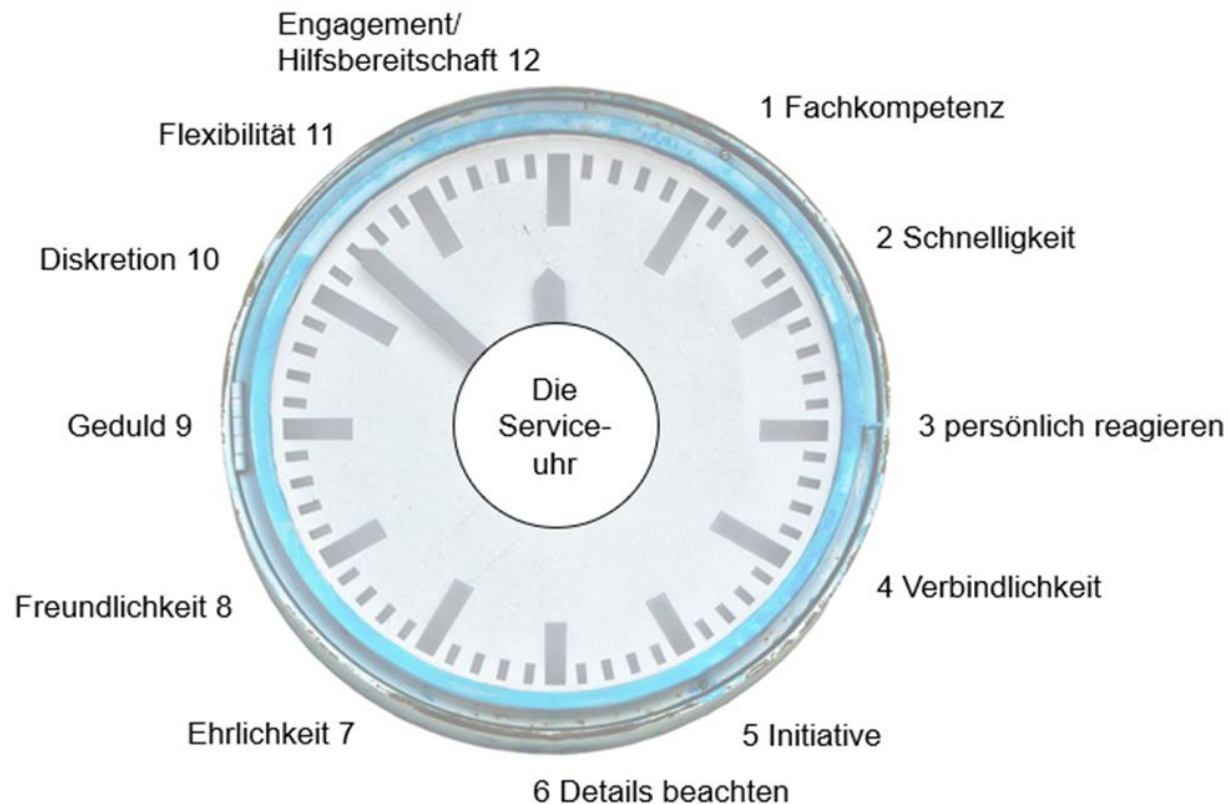 Engagement/
Hilfsbereitschaft 12
1 Fachkompetenz
Flexibilität 11
2 Schnelligkeit
Diskretion 10
Die
Service-
uhr
Geduld 9
3 persönlich reagieren
4 Verbindlichkeit
Freundlichkeit 8
Ehrlichkeit 7
5 Initiative
6 Details beachten